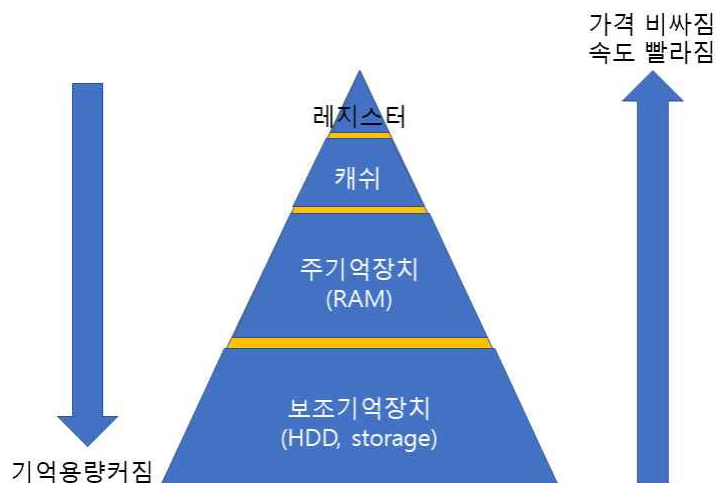 가격 비싸짐
속도 빨라짐
레지스터
캐쉬
주기억장치
(RAM)
보조기억장치
(HDD, storage)
기억용량커짐